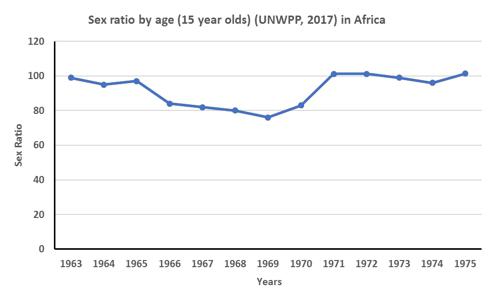 Sex ratio by age (15 year olds) (UNWPP, 2017) in Africa
120
100
80
60
40
20
0
Sex Ratio
1963 1964 1965 1966 1967 1968 1969 1970 1971 1972 1973 1974 1975
Years